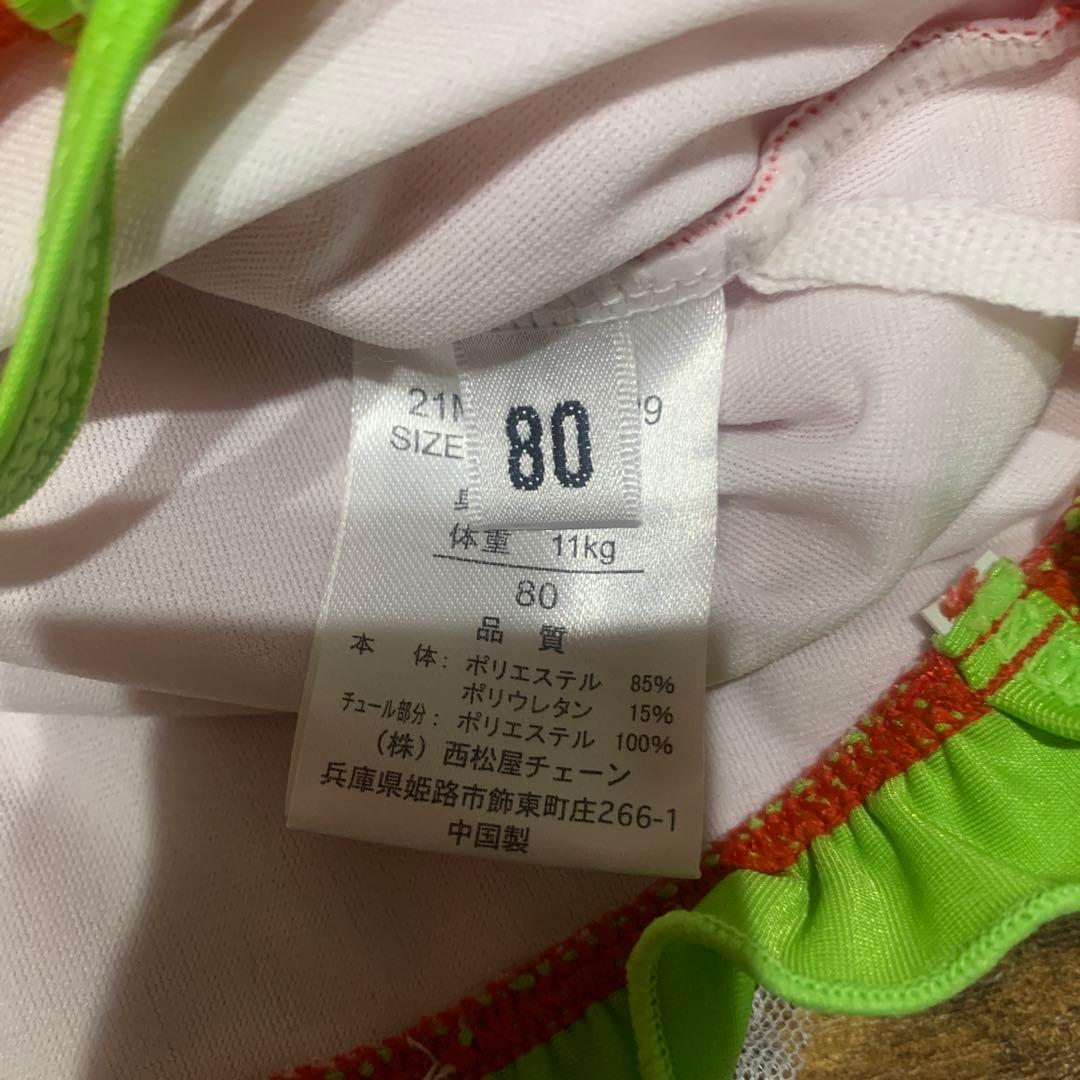 80
SIZE
体重 11kg
80
品 質
本 体: ポリエステル 85%
ポリウレタン 15%
チュール部分: ポリエステル 100%
(株) 西松屋チェーン
兵庫県姫路市飾東町庄266-1
中国製